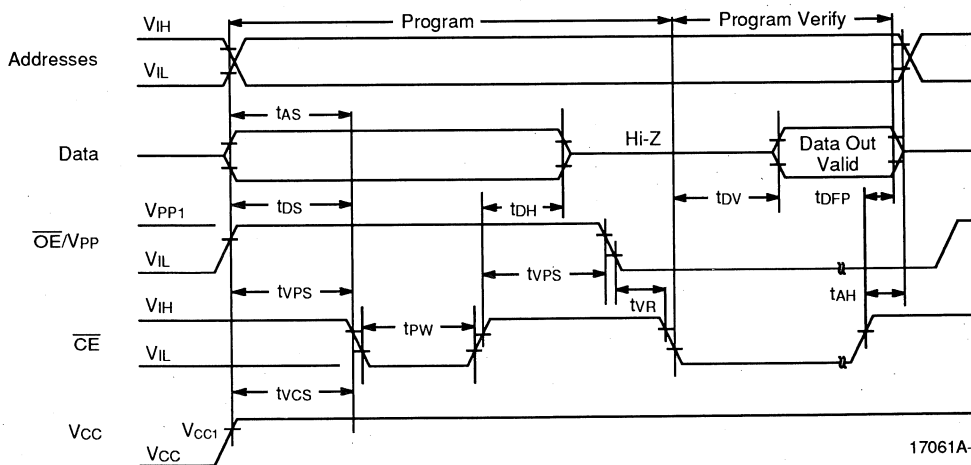 Program
Program Verify
Addresses
VIH
VIL
tAS
Data
Hi-Z
Data Out
Valid
tDS
tDH
tDV
tDFP
OE/VPP
VPP1
VIL
tVPS
tVPS
tVR
tAH
CE
VIH
VIL
tPW
tVCS
VCC
VCC1
VCC
17061A-